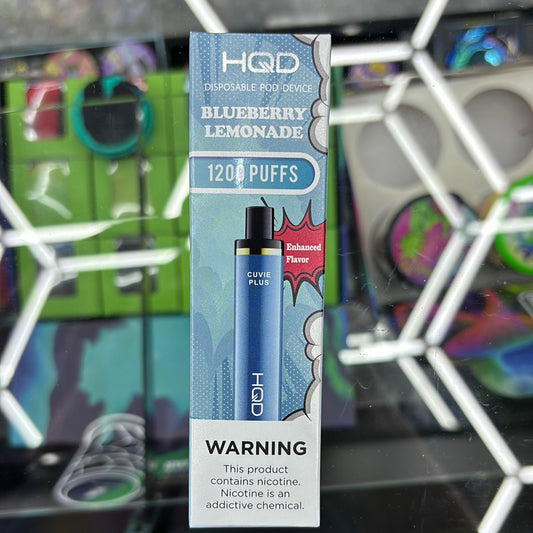 HQD
DISPOSABLE POD DEVICE
BLUEBERRY
LEMONADE
1200 PUFFS
Enhanced
Flavor
CUVIE
PLUS
HQD
WARNING
This product
contains nicotine.
Nicotine is an
addictive chemical.